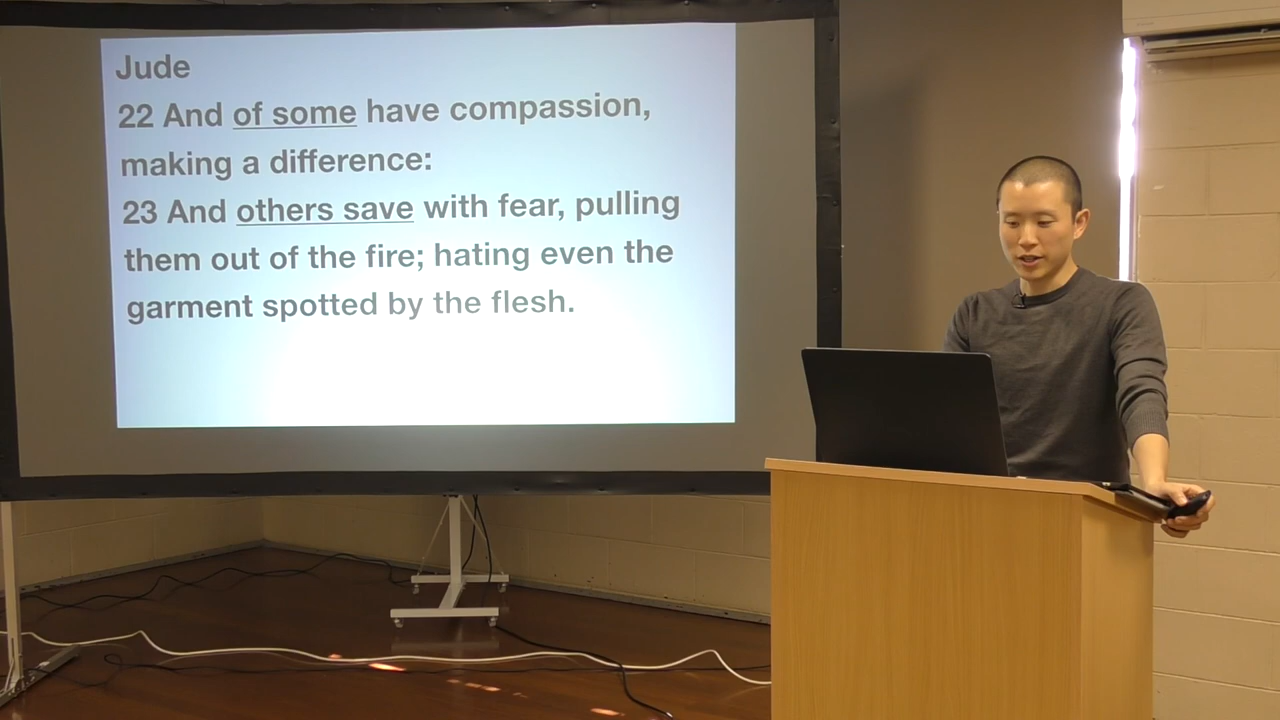 Jude
22 And of some have compassion,
making a difference:
23 And others save with fear, pulling
them out of the fire; hating even the
garment spotted by the flesh.